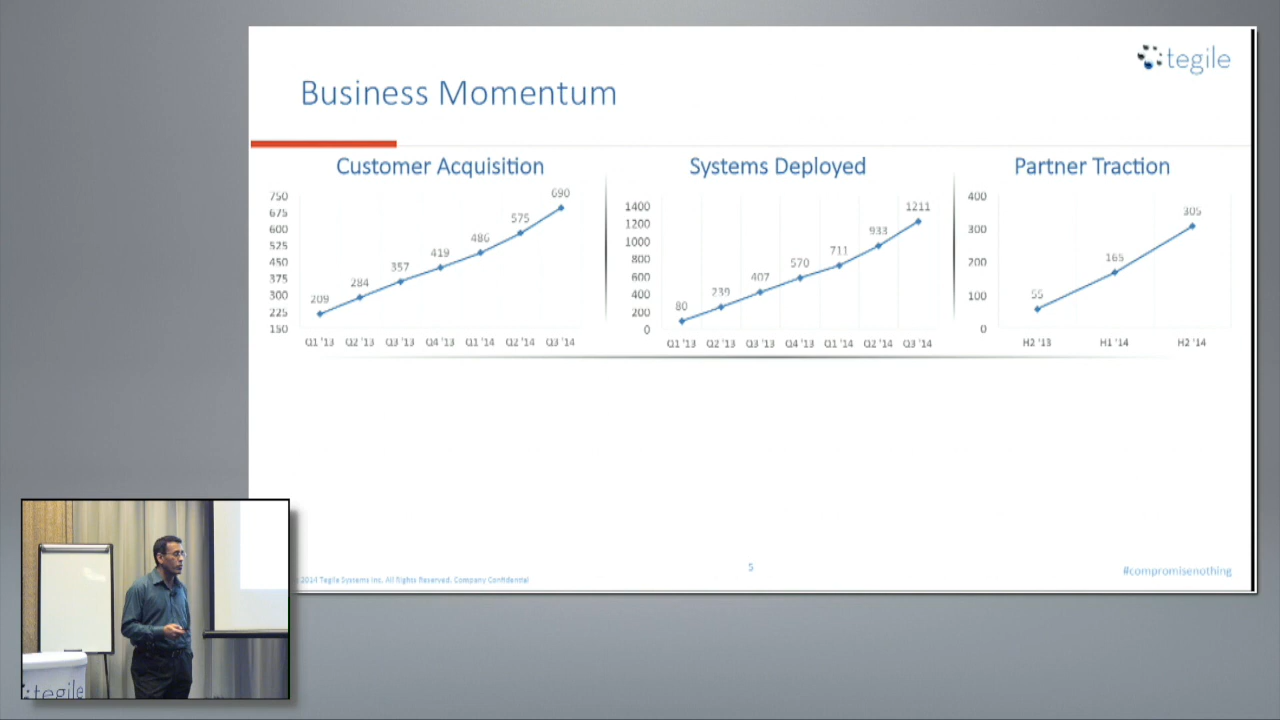 tegile
Business Momentum
Customer Acquisition
750
675
600
525
450
375
300
225
150
209
284
357
419
486
575
690
Q1 '13
Q2 '13
Q3 '13
Q4 '13
Q1 '14
Q2 '14
Q3 '14
Systems Deployed
1400
1200
1000
800
600
400
200
0
80
239
407
570
711
933
1211
Q1 '13
Q2 '13
Q3 '13
Q4 '13
Q1 '14
Q2 '14
Q3 '14
Partner Traction
400
300
200
100
0
55
165
305
H2 '13
H1 '14
H2 '14
2014 Tegile Systems Inc. All Rights Reserved. Company Confidential
5
#compromisenothing
tegile